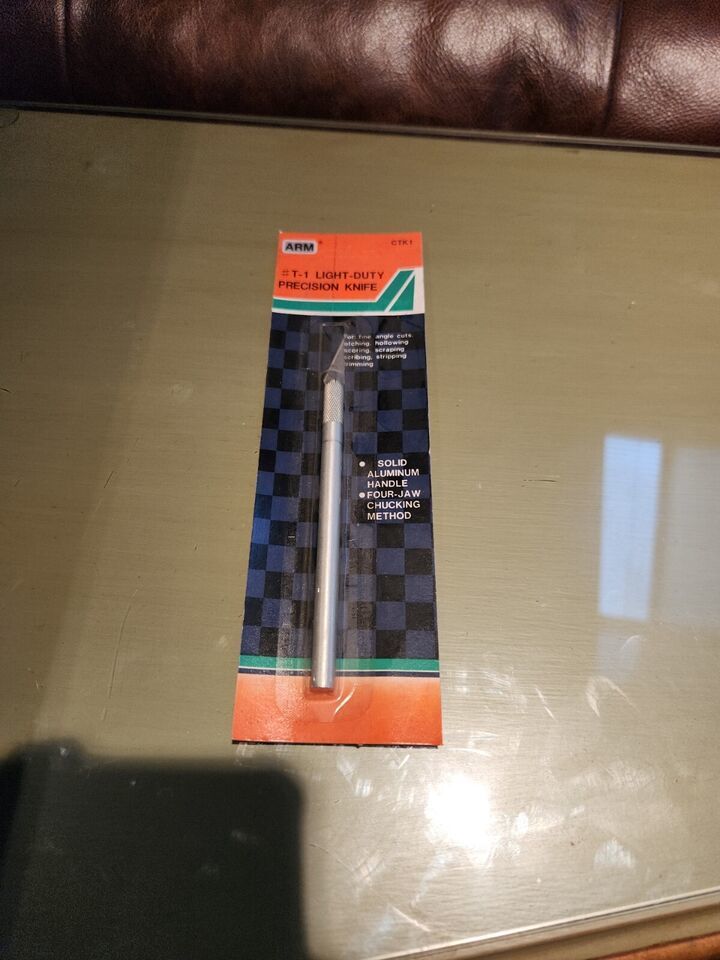 ARM
CTK1
#T-1 LIGHT-DUTY
PRECISION KNIFE
For: fine angle cuts,
etching, hollowing
scoring, scraping
scribing, stripping
trimming
• SOLID
ALUMINUM
HANDLE
• FOUR-JAW
CHUCKING
METHOD